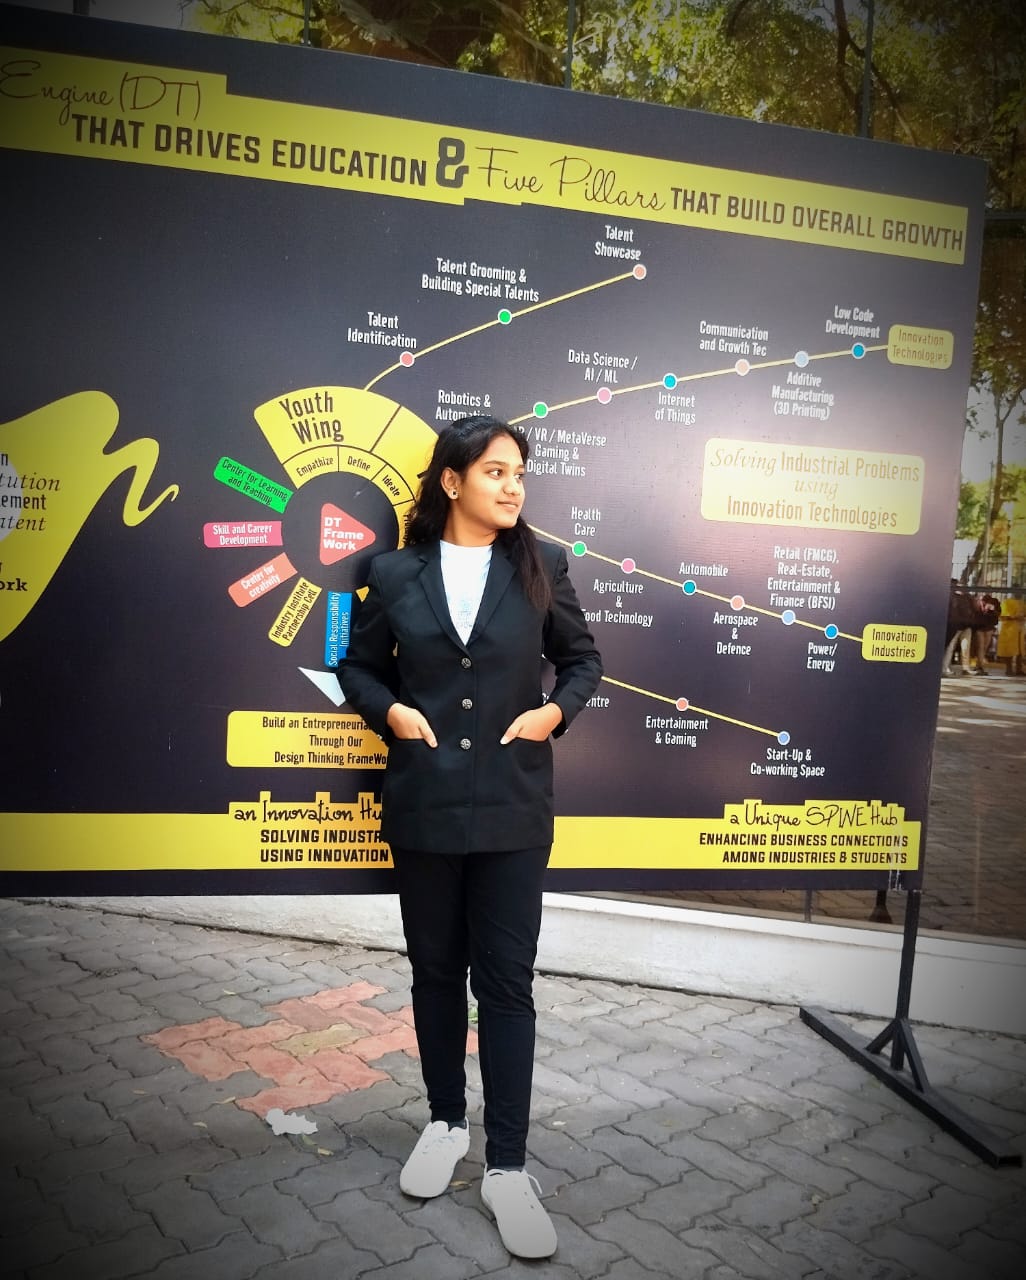 Engine (DT)
THAT DRIVES EDUCATION & Five Pillars THAT BUILD OVERALL GROWTH
Talent
Showcase
Talent Grooming &
Building Special Talents
Talent
Identification
Low Code
Development
Innovation
Technologies
Communication
and Growth Tec
Additive
Manufacturing
(3D Printing)
Data Science /
AI / ML
Internet
of Things
Robotics &
/ VR / MetaVerse
Gaming &
Digital Twins
Youth
Wing
Empathize
Define
Ideate
Center for Learning
and Teaching
Skill and Career
Development
Center for
creativity
Industry Institute
Partnership Cell
Social Responsibility
Initiatives
DT
Frame
Work
Solving Industrial Problems
using
Innovation Technologies
Health
Care
Agriculture
&
Food Technology
Automobile
Aerospace
&
Defence
Retail (FMCG),
Real-Estate,
Entertainment &
Finance (BFSI)
Power/
Energy
Innovation
Industries
Entertainment
& Gaming
Start-Up &
Co-working Space
Build an
Through Our
Design Thinking
an Innovation
SOLVING
USING INNOVATION
a Unique SPINE Hub
ENHANCING BUSINESS CONNECTIONS
AMONG INDUSTRIES & STUDENTS